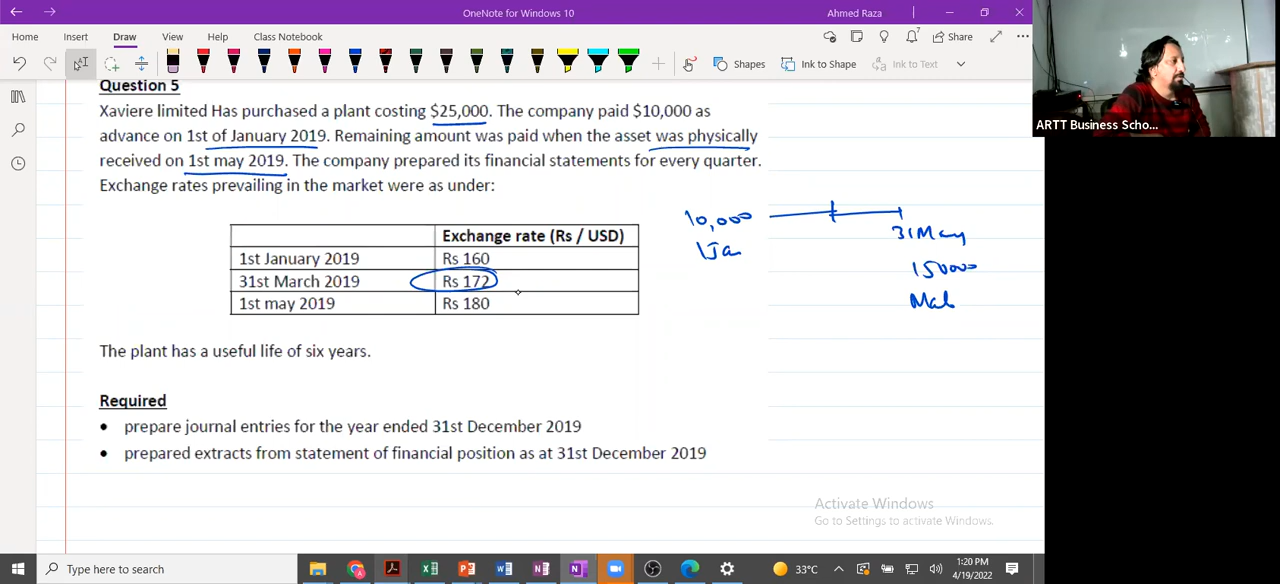 OneNote for Windows 10
Ahmed Raza
Home Insert Draw View Help Class Notebook
Share
Shapes Ink to Shape Ink to Text
ARTT Business Scho...
Question 5
Xaviere limited Has purchased a plant costing $25,000. The company paid $10,000 as
advance on 1st of January 2019. Remaining amount was paid when the asset was physically
received on 1st may 2019. The company prepared its financial statements for every quarter.
Exchange rates prevailing in the market were as under:
Exchange rate (Rs / USD)
1st January 2019 Rs 160
31st March 2019 Rs 172
1st may 2019 Rs 180
10,000
1 Jan
31 May
15000
The plant has a useful life of six years.
Required
• prepare journal entries for the year ended 31st December 2019
• prepared extracts from statement of financial position as at 31st December 2019
Activate Windows
Go to Settings to activate Windows.
Type here to search
33°C
1:20 PM
4/19/2022